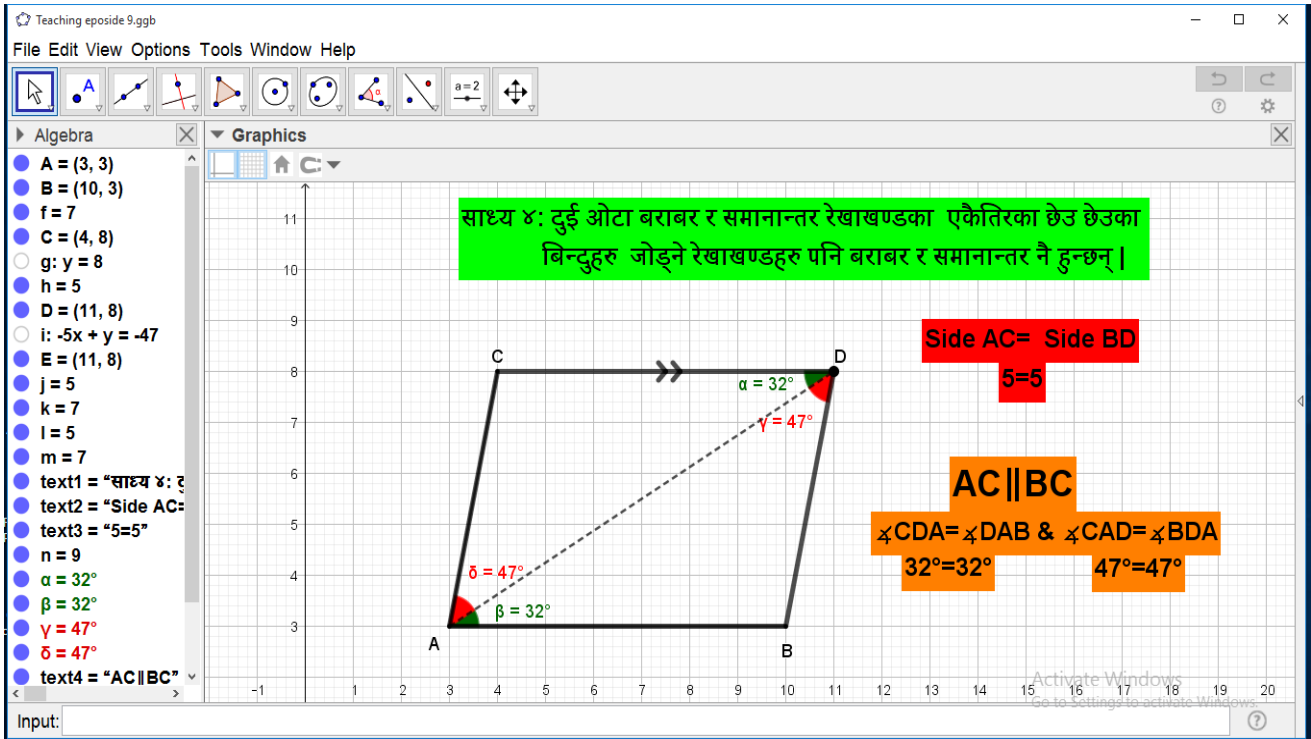 Teaching eposide 9.ggb
File Edit View Options Tools Window Help
A
α
a = 2
Algebra
Graphics
A = (3, 3)
B = (10, 3)
f = 7
C = (4, 8)
g: y = 8
h = 5
D = (11, 8)
i: -5x + y = -47
E = (11, 8)
j = 5
k = 7
l = 5
m = 7
text1 = “साध्य ४: दु
text2 = “Side AC=
text3 = “5=5”
n = 9
α = 32°
β = 32°
γ = 47°
δ = 47°
text4 = “AC∥BC”
साध्य ४: दुई ओटा बराबर र समानान्तर रेखाखण्डका एकैतिरका छेउ छेउका
बिन्दुहरु जोड्ने रेखाखण्डहरु पनि बराबर र समानान्तर नै हुन्छन् |
Side AC= Side BD
5=5
AC∥BC
∡CDA=∡DAB & ∡CAD=∡BDA
32°=32° 47°=47°
C D
α = 32°
γ = 47°
δ = 47°
β = 32°
A B
11
10
9
8
7
6
5
4
3
-1 1 2 3 4 5 6 7 8 9 10 11 12 13 14 15 16 17 18 19 20
Activate Windows
Go to Settings to activate Windows.
Input: